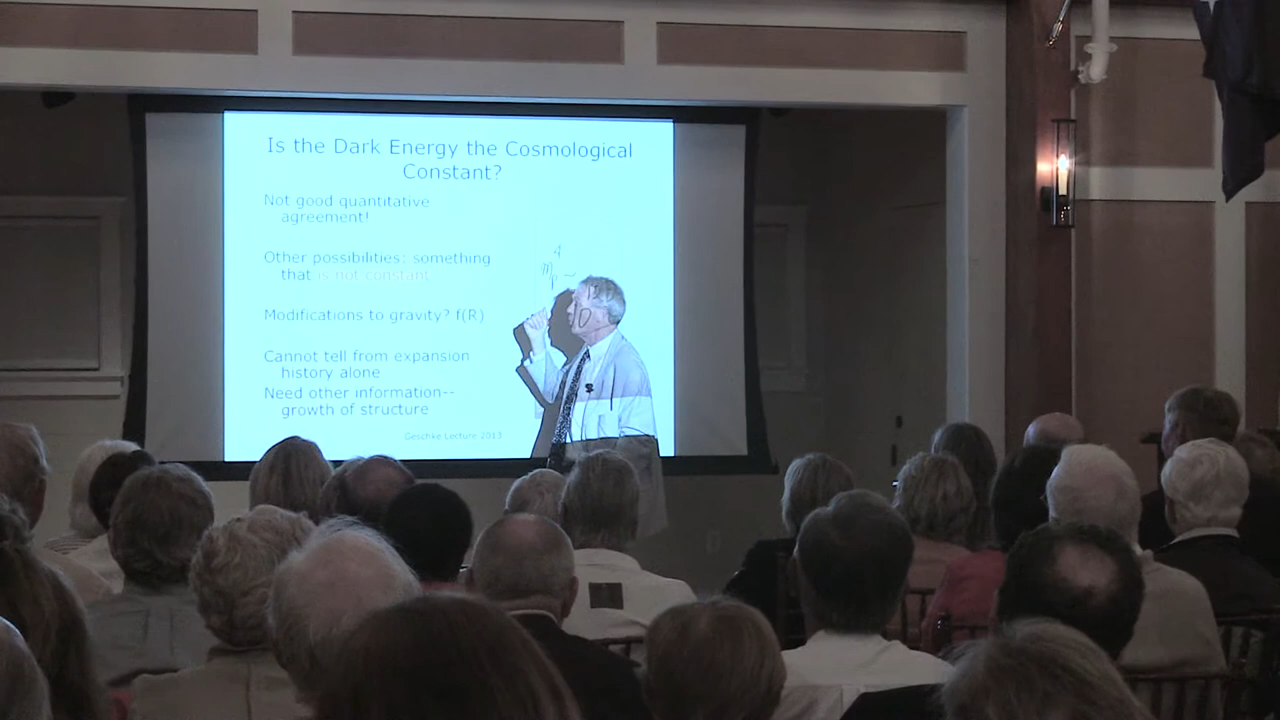 Is the Dark Energy the Cosmological
Constant?
Not good quantitative
agreement!
Other possibilities: something
that is not constant
Modifications to gravity? f(R)
Cannot tell from expansion
history alone
Need other information--
growth of structure
Geschke Lecture 2013